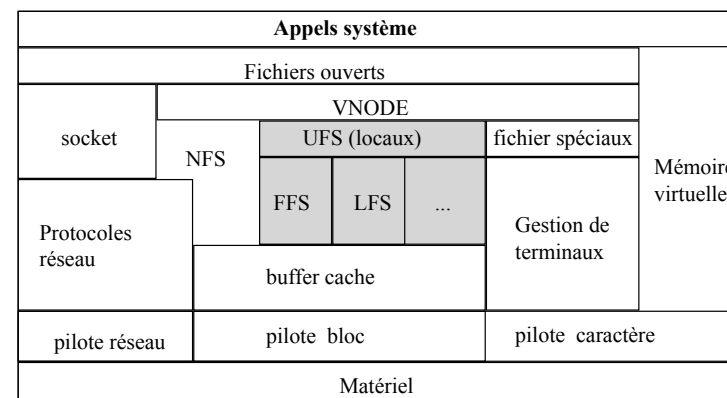 Appels système
Fichiers ouverts
VNODE
socket
NFS
UFS (locaux)
fichier spéciaux
Mémoire
virtuelle
FFS
LFS
...
Gestion de
terminaux
Protocoles
réseau
buffer cache
pilote réseau
pilote bloc
pilote caractère
Matériel